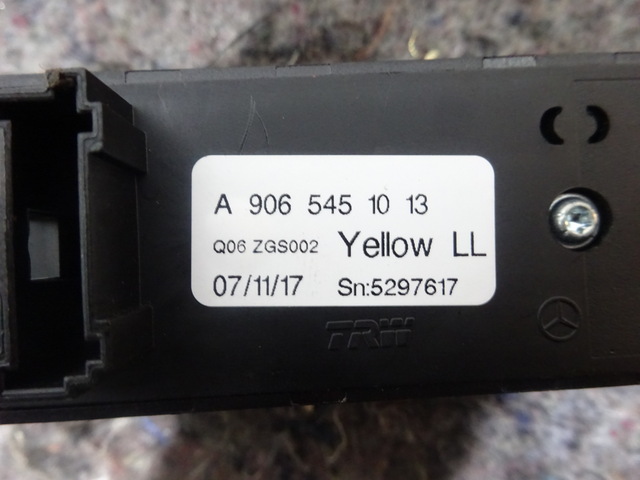 A 906 545 10 13
Q06 ZGS002 Yellow LL
07/11/17 Sn:5297617
TRW